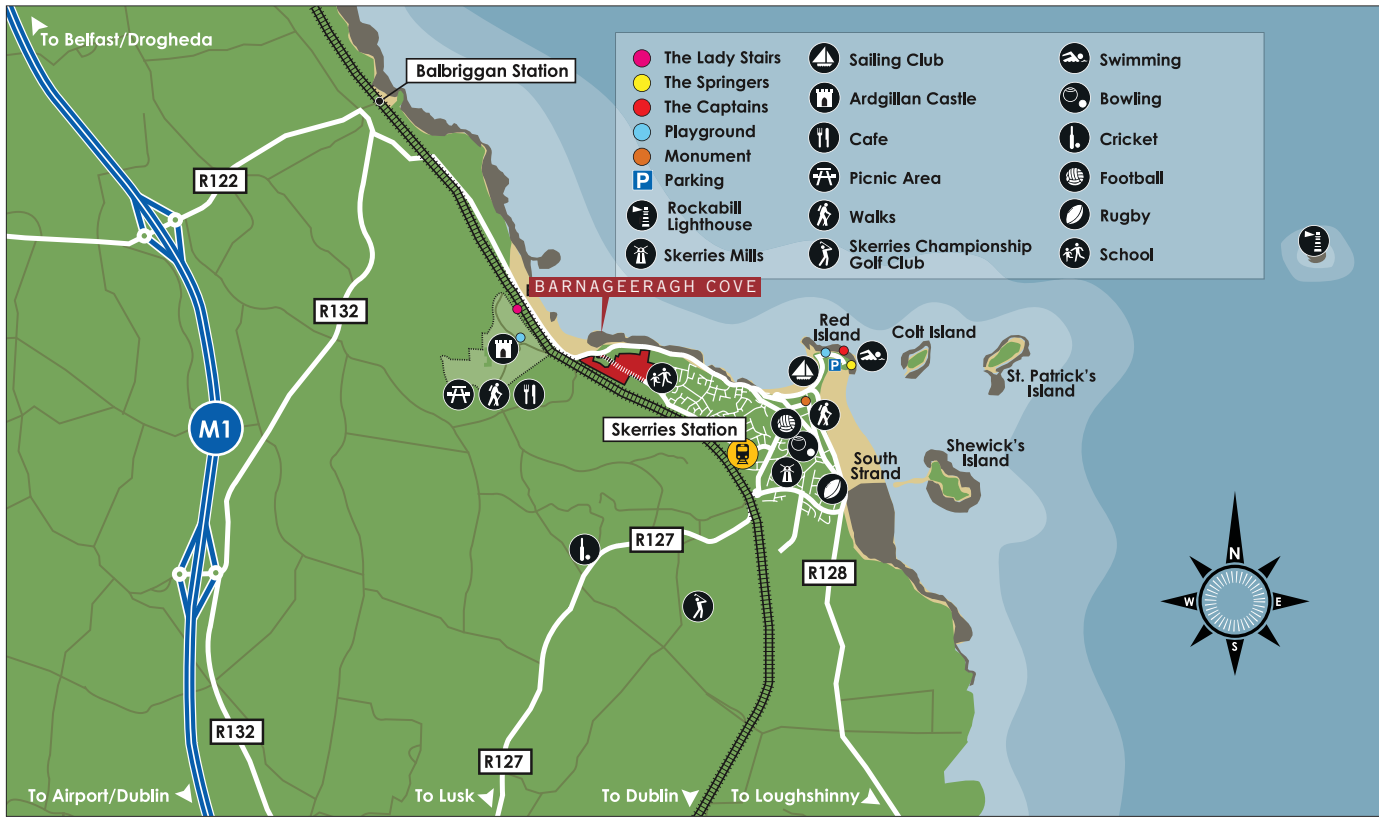 To Belfast/Drogheda
Balbriggan Station
The Lady Stairs
The Springers
The Captains
Playground
Monument
P
Parking
Rockabill
Lighthouse
Skerries Mills
Sailing Club
Ardgillan Castle
Cafe
Picnic Area
Walks
Skerries Championship
Golf Club
Swimming
Bowling
Cricket
Football
Rugby
School
R122
R132
BARNAGEERAGH COVE
Red
Island
P
Colt Island
St. Patrick's
Island
M1
Skerries Station
South
Strand
Shewick's
Island
R127
R128
N
W
E
S
R132
R127
To Airport/Dublin
To Lusk
To Dublin
To Loughshinny